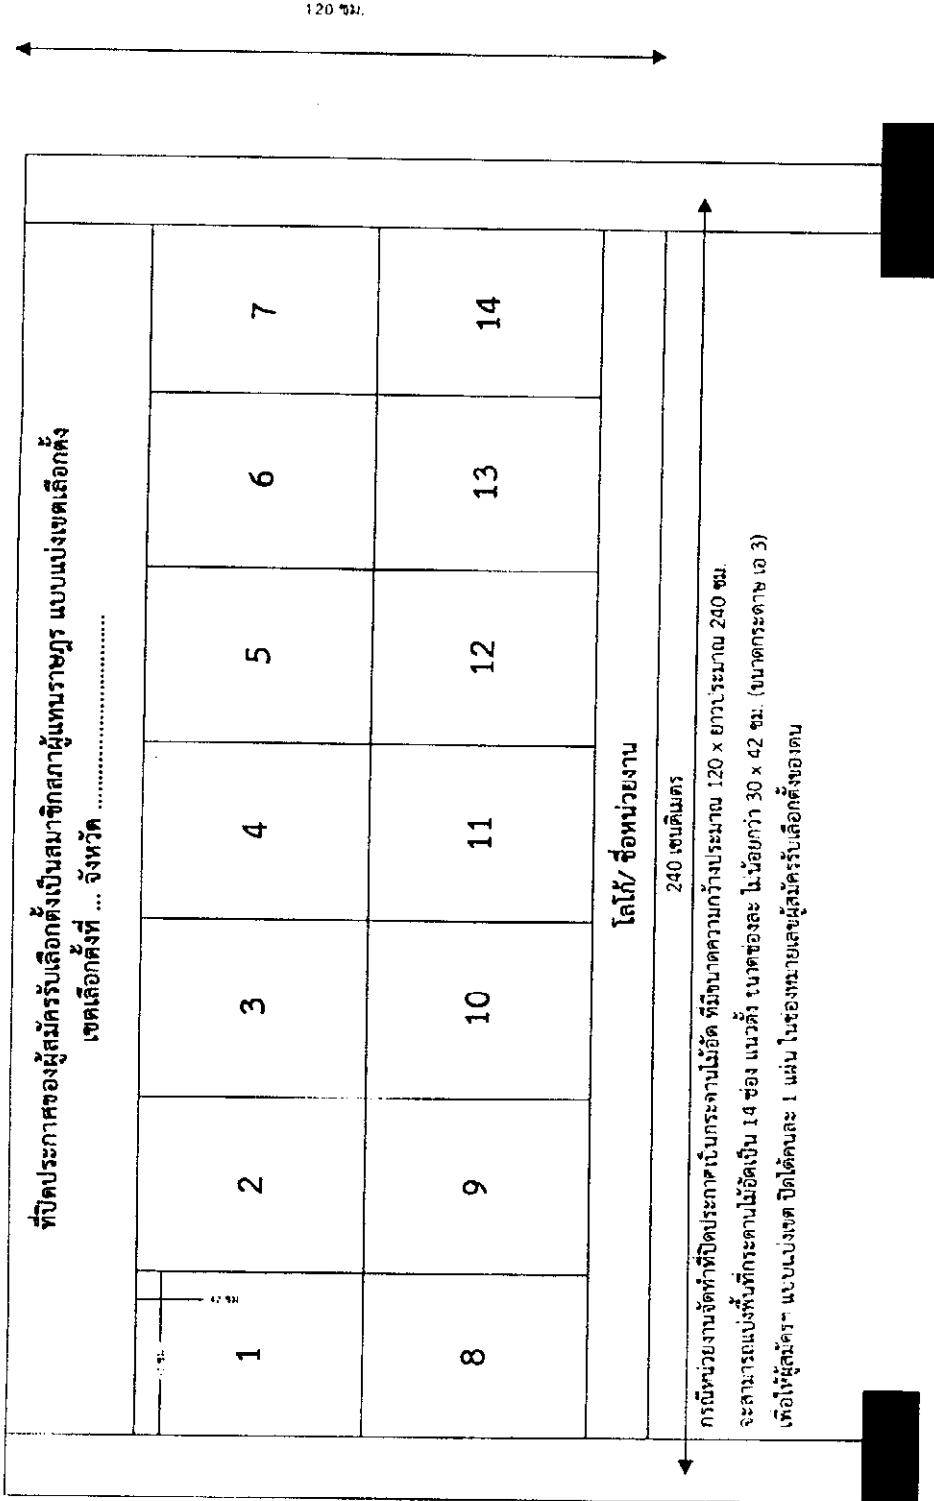 120 ซม.
ที่ปิดประกาศของผู้สมัครรับเลือกตั้งเป็นสมาชิกสภาผู้แทนราษฎร แบบแบ่งเขตเลือกตั้ง
เขตเลือกตั้งที่ ... จังหวัด ......................................
42 ซม
1 2 3 4 5 6 7
8 9 10 11 12 13 14
โลโก้/ ชื่อหน่วยงาน
240 เซนติเมตร
กรณีหน่วยงานจัดทำที่ปิดประกาศเป็นกระดานไม้อัด ที่มีขนาดความกว้างประมาณ 120 x ยาวประมาณ 240 ซม.
จะสามารถแบ่งพื้นที่กระดานไม้อัดเป็น 14 ช่อง แนวตั้ง ขนาดช่องละ ไม่น้อยกว่า 30 x 42 ซม. (ขนาดกระดาษ เอ 3)
เพื่อให้ผู้สมัครฯ แบบแบ่งเขต ปิดได้คนละ 1 แผ่น ในช่องหมายเลขผู้สมัครรับเลือกตั้งของตน